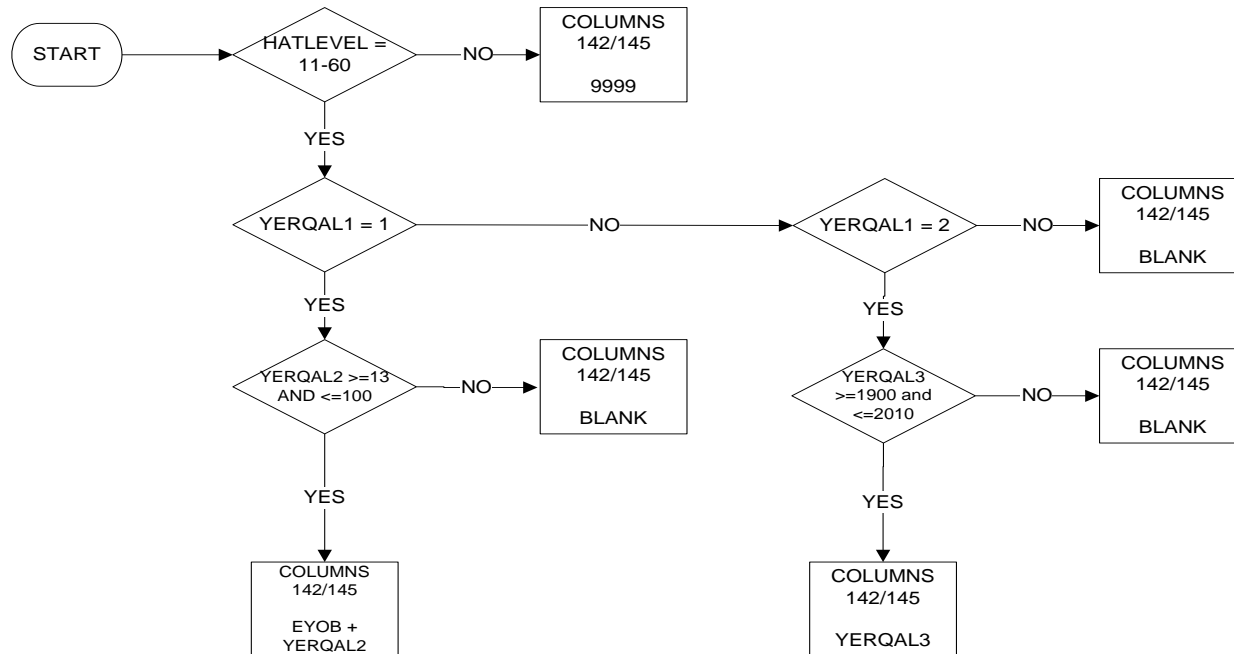 START
HATLEVEL =
11-60
NO
COLUMNS
142/145
9999
YES
YERQAL1 = 1
NO
YERQAL1 = 2
NO
COLUMNS
142/145
BLANK
YES
YES
YERQAL2 >=13
AND <=100
NO
COLUMNS
142/145
BLANK
YERQAL3
>=1900 and
<=2010
NO
COLUMNS
142/145
BLANK
YES
YES
COLUMNS
142/145
EYOB +
YERQAL2
COLUMNS
142/145
YERQAL3